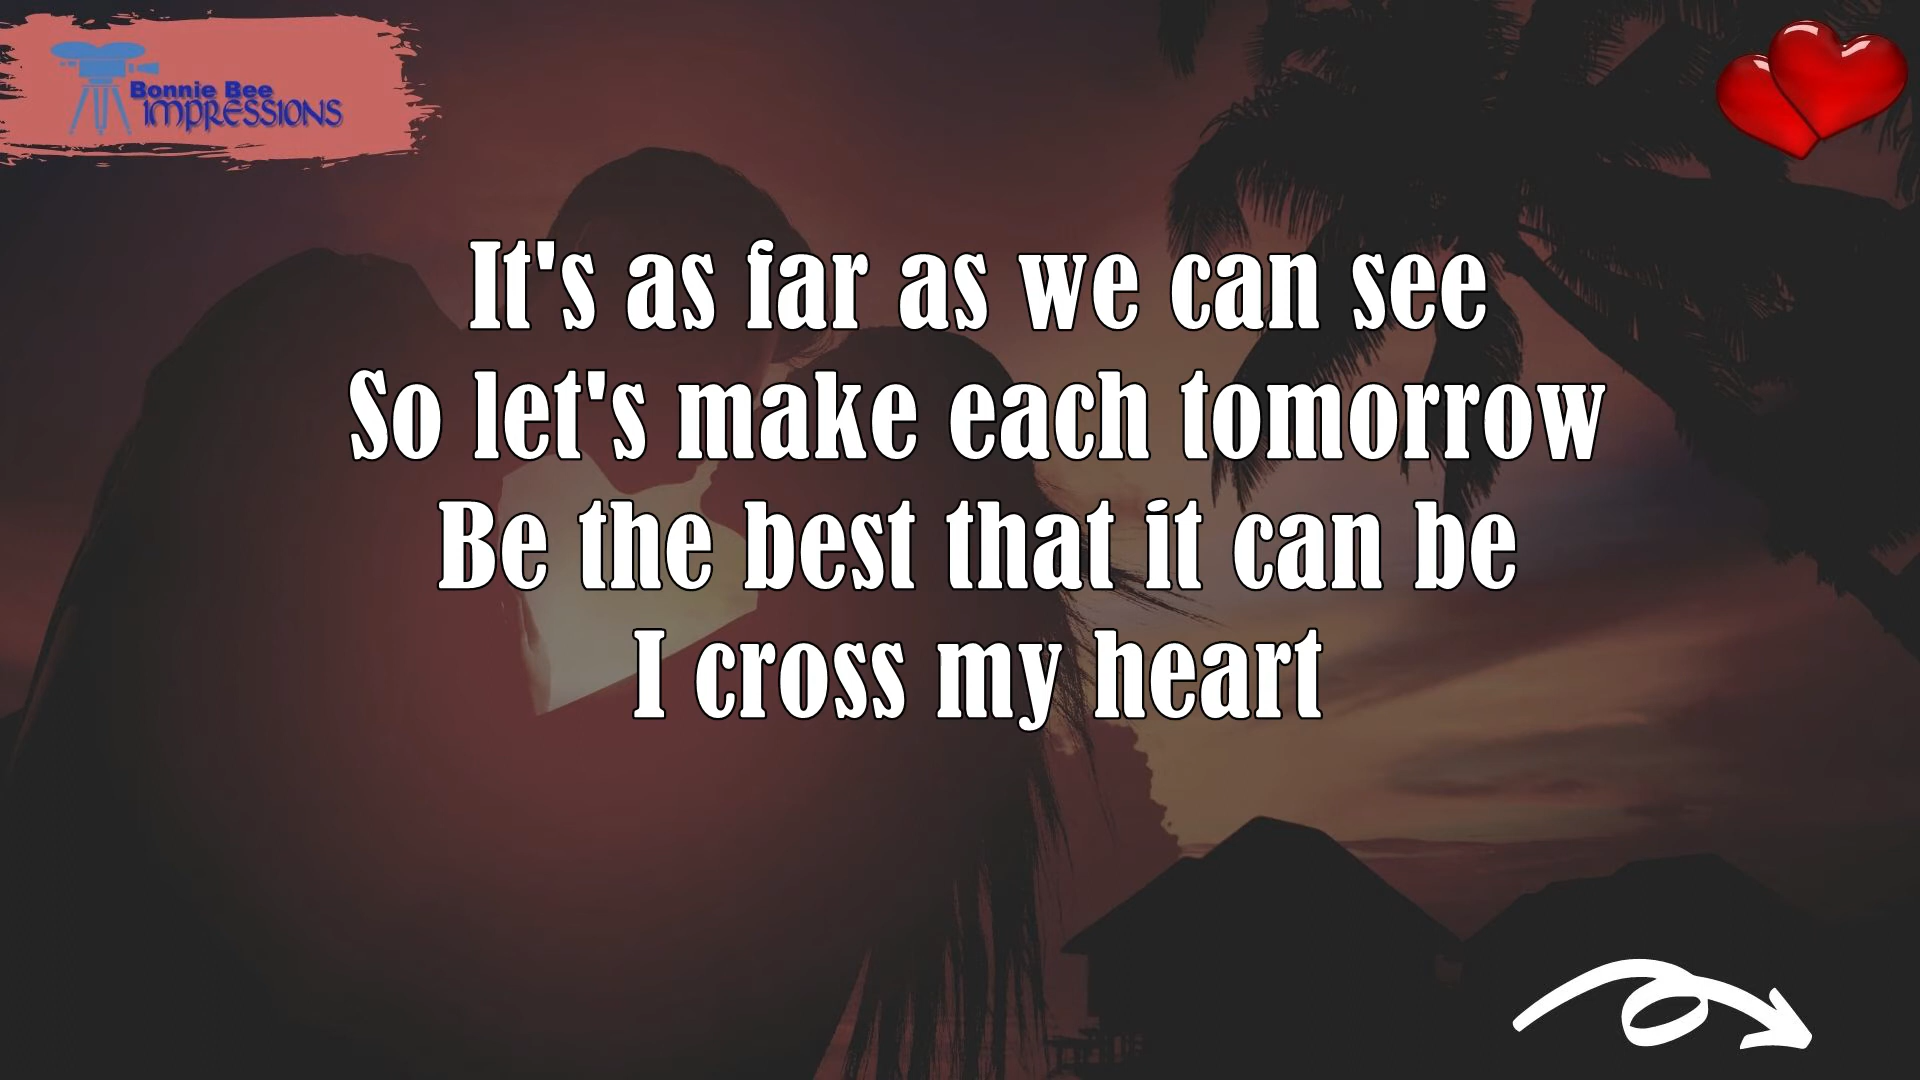 Bonnie Bee
IMPRESSIONS
It's as far as we can see
So let's make each tomorrow
Be the best that it can be
I cross my heart